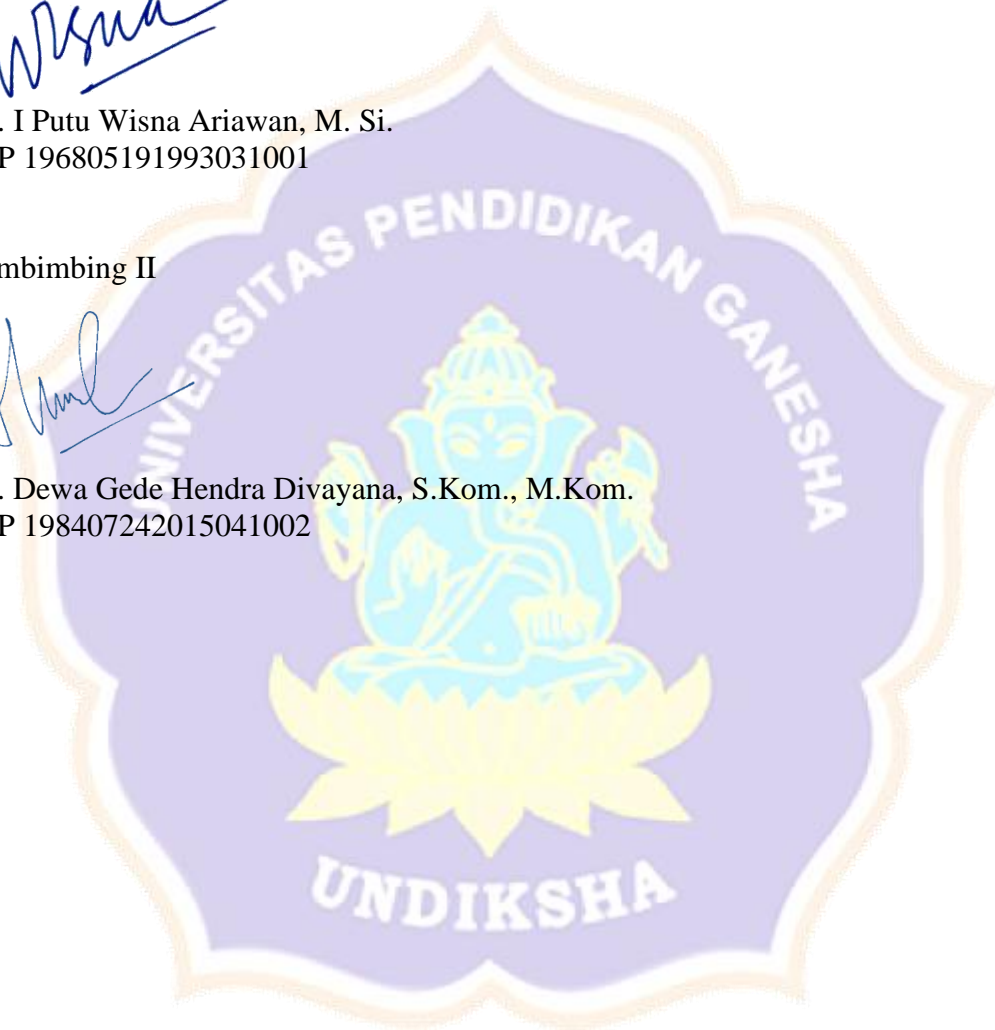 Wisna
. I Putu Wisna Ariawan, M. Si.
P 196805191993031001
mbimbing II
. Dewa Gede Hendra Divayana, S.Kom., M.Kom.
P 198407242015041002
UNIVERSITAS PENDIDIKAN GANESHA
UNDIKSHA